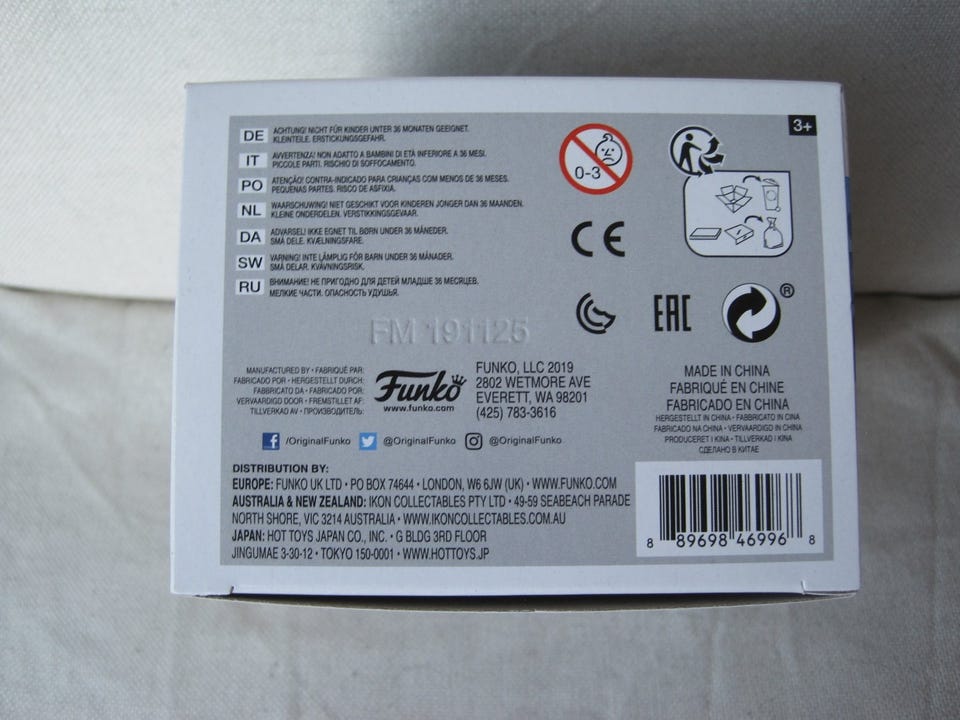 3+
DE ACHTUNG! NICHT FÜR KINDER UNTER 36 MONATEN GEEIGNET.
KLEINTEILE. ERSTICKUNGSGEFAHR.
IT AVVERTENZA! NON ADATTO A BAMBINI DI ETÀ INFERIORE A 36 MESI.
PICCOLE PARTI. RISCHIO DI SOFFOCAMENTO.
PO ATENÇÃO! CONTRA-INDICADO PARA CRIANÇAS COM MENOS DE 36 MESES.
PEQUENAS PARTES. RISCO DE ASFIXIA.
NL WAARSCHUWING! NIET GESCHIKT VOOR KINDEREN JONGER DAN 36 MAANDEN.
KLEINE ONDERDELEN. VERSTIKKINGSGEVAAR.
DA ADVARSEL! IKKE EGNET TIL BØRN UNDER 36 MÅNEDER.
SMÅ DELE. KVÆLNINGSFARE.
SW VARNING! INTE LÄMPLIG FÖR BARN UNDER 36 MÅNADER.
SMÅ DELAR. KVÄVNINGSRISK.
RU ВНИМАНИЕ! НЕ ПРИГОДНО ДЛЯ ДЕТЕЙ МЛАДШЕ 36 МЕСЯЦЕВ.
МЕЛКИЕ ЧАСТИ. ОПАСНОСТЬ УДУШЬЯ.
0-3
CE
EAC
®
FM 191125
MANUFACTURED BY • FABRIQUÉ PAR:
FABRICADO POR • HERGESTELLT DURCH:
FABBRICATO DA • FABRICADO POR:
VERVAARDIGD DOOR • FREMSTILLET AF:
TILLVERKAD AV • ПРОИЗВОДИТЕЛЬ:
Funko
www.funko.com
FUNKO, LLC 2019
2802 WETMORE AVE
EVERETT, WA 98201
(425) 783-3616
MADE IN CHINA
FABRIQUÉ EN CHINE
FABRICADO EN CHINA
HERGESTELLT IN CHINA • FABBRICATO IN CINA
FABRICADO NA CHINA • VERVAARDIGD IN CHINA
PRODUCERET I KINA • TILLVERKAD I KINA
СДЕЛАНО В КИТАЕ
/OriginalFunko @OriginalFunko @OriginalFunko
DISTRIBUTION BY:
EUROPE: FUNKO UK LTD • PO BOX 74644 • LONDON, W6 6JW (UK) • WWW.FUNKO.COM
AUSTRALIA & NEW ZEALAND: IKON COLLECTABLES PTY LTD • 49-59 SEABEACH PARADE
NORTH SHORE, VIC 3214 AUSTRALIA • WWW.IKONCOLLECTABLES.COM.AU
JAPAN: HOT TOYS JAPAN CO., INC. • G BLDG 3RD FLOOR
JINGUMAE 3-30-12 • TOKYO 150-0001 • WWW.HOTTOYS.JP
8 89698 46996 8